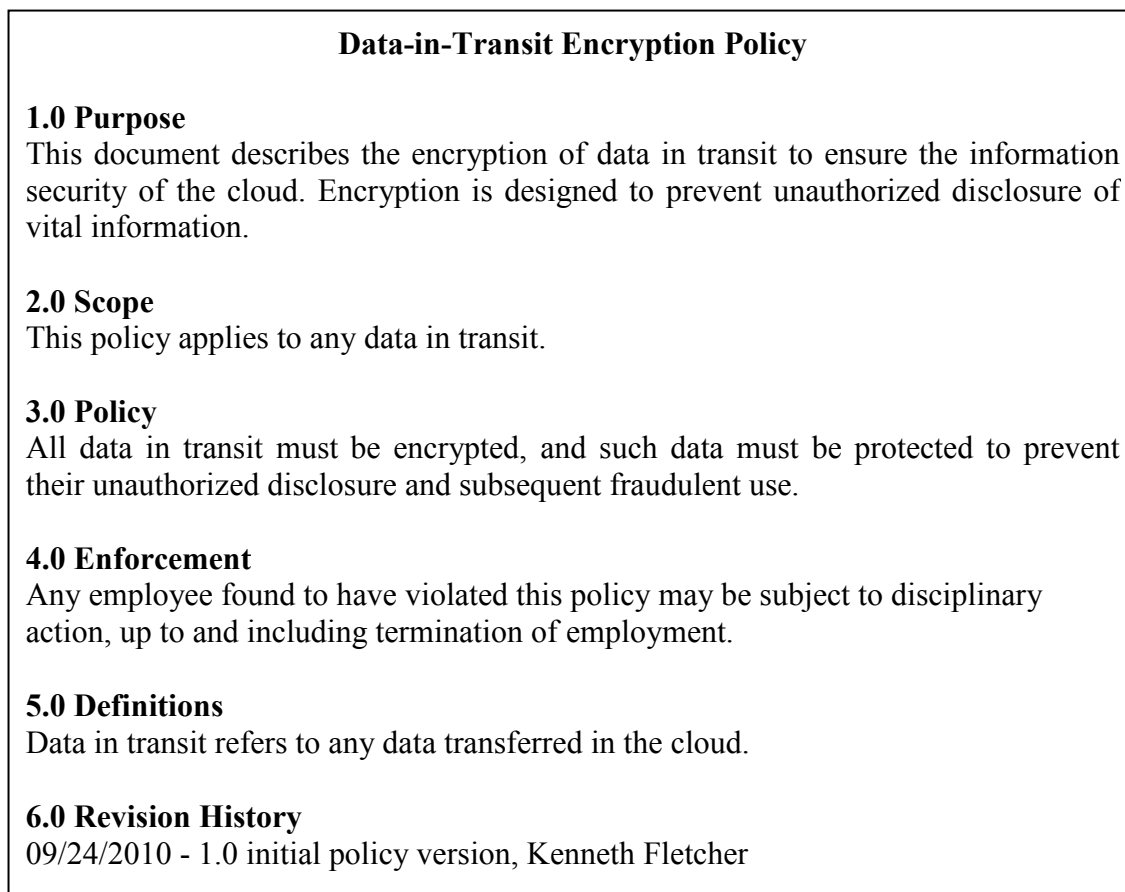 Data-in-Transit Encryption Policy
1.0 Purpose
This document describes the encryption of data in transit to ensure the information
security of the cloud. Encryption is designed to prevent unauthorized disclosure of
vital information.
2.0 Scope
This policy applies to any data in transit.
3.0 Policy
All data in transit must be encrypted, and such data must be protected to prevent
their unauthorized disclosure and subsequent fraudulent use.
4.0 Enforcement
Any employee found to have violated this policy may be subject to disciplinary
action, up to and including termination of employment.
5.0 Definitions
Data in transit refers to any data transferred in the cloud.
6.0 Revision History
09/24/2010 - 1.0 initial policy version, Kenneth Fletcher